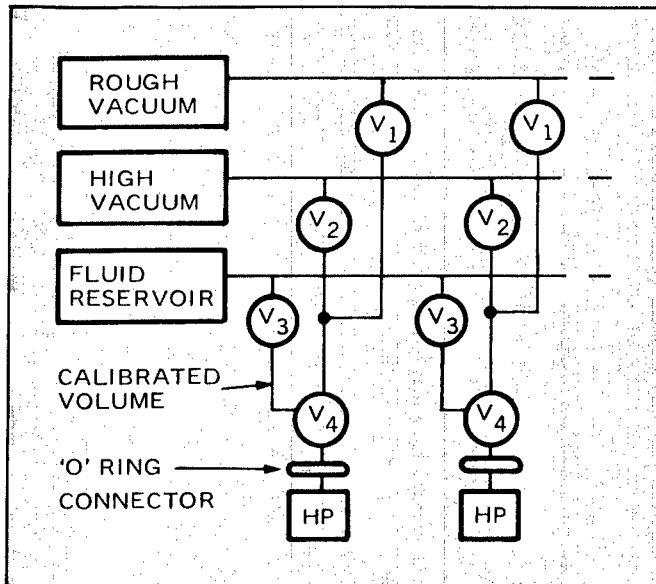 ROUGH
VACUUM
V1
V1
HIGH
VACUUM
V2
V2
FLUID
RESERVOIR
V3
V3
CALIBRATED
VOLUME
V4
V4
'O' RING
CONNECTOR
HP
HP